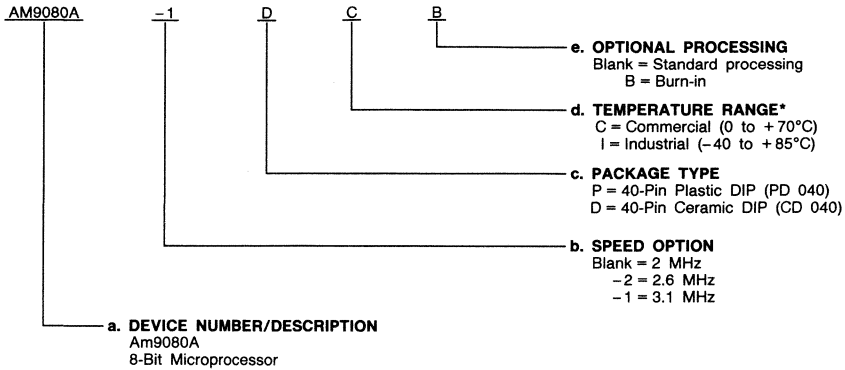 AM9080A -1 D C B
e. OPTIONAL PROCESSING
Blank = Standard processing
B = Burn-in
d. TEMPERATURE RANGE*
C = Commercial (0 to +70°C)
I = Industrial (−40 to +85°C)
c. PACKAGE TYPE
P = 40-Pin Plastic DIP (PD 040)
D = 40-Pin Ceramic DIP (CD 040)
b. SPEED OPTION
Blank = 2 MHz
−2 = 2.6 MHz
−1 = 3.1 MHz
a. DEVICE NUMBER/DESCRIPTION
Am9080A
8-Bit Microprocessor